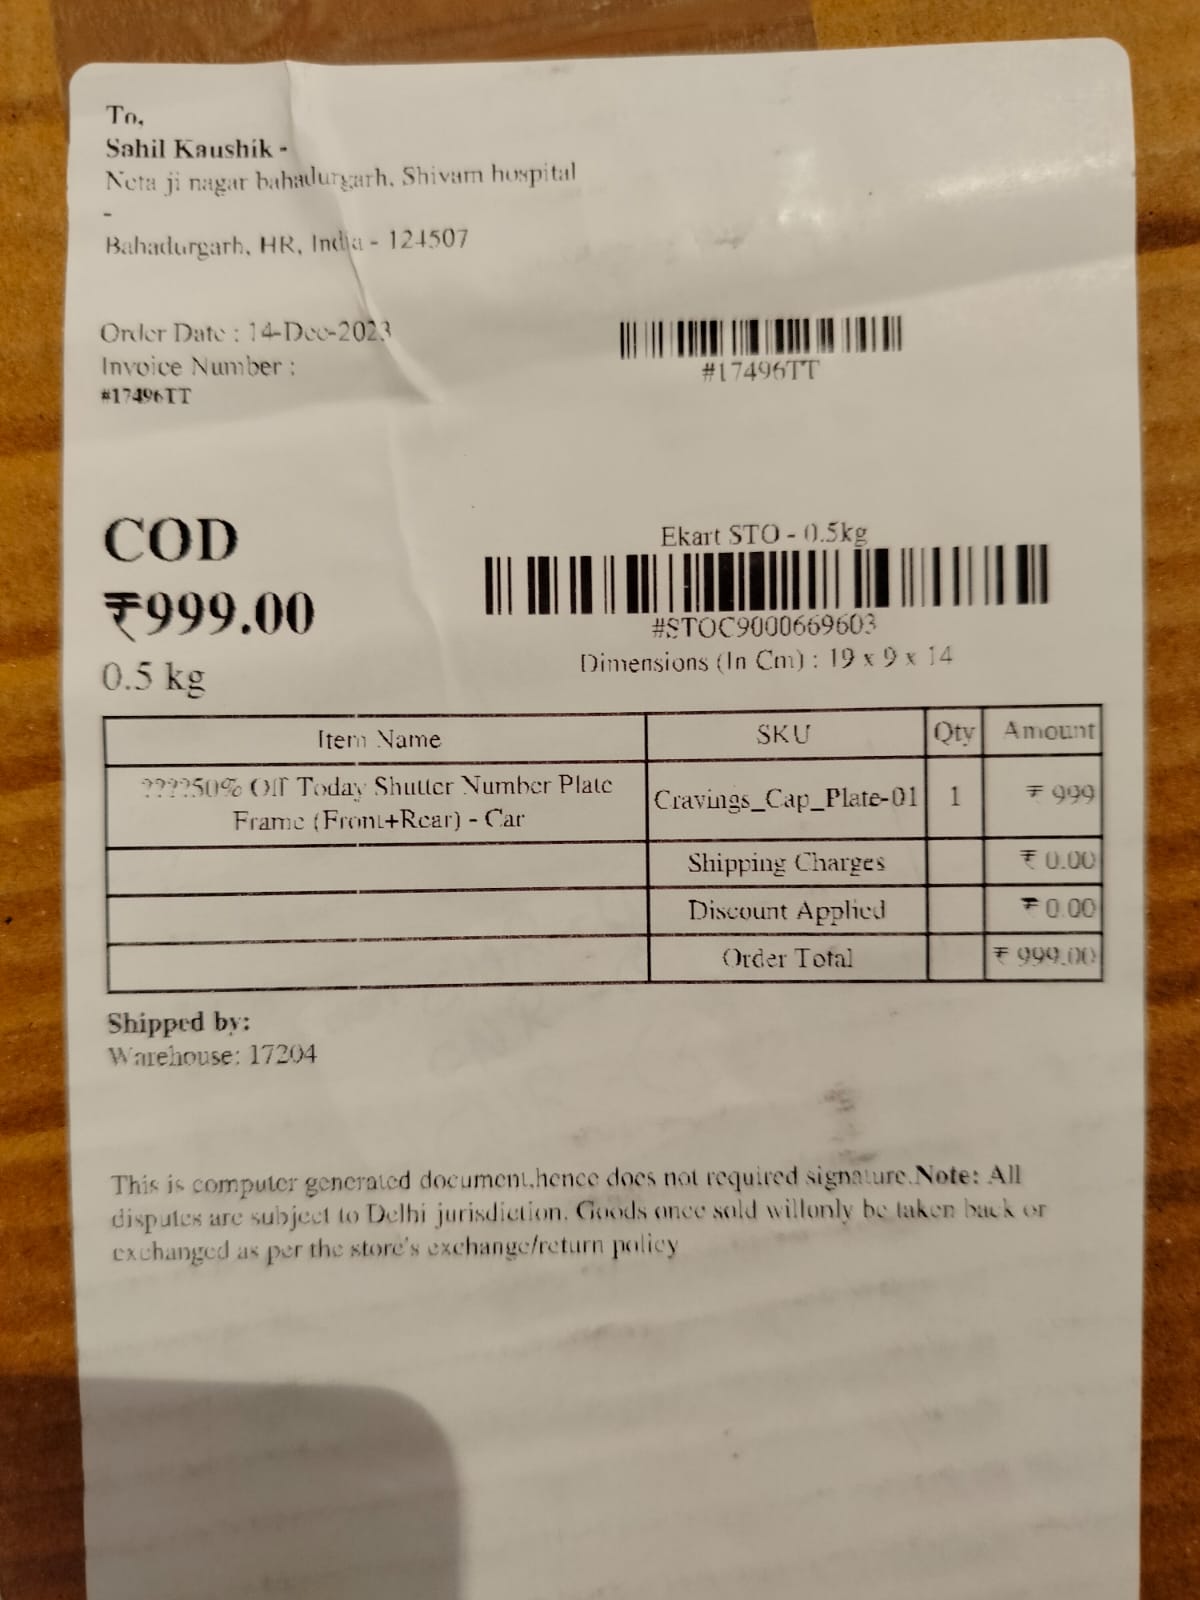 To,
Sahil Kaushik -
Neta ji nagar bahadurgarh, Shivam hospital
-
Bahadurgarh, HR, India - 124507
Order Date : 14-Dec-2023
Invoice Number :
#17496TT
#17496TT
COD
₹999.00
0.5 kg
Ekart STO - 0.5kg
#STOC9000669603
Dimensions (In Cm) : 19 x 9 x 14
Item Name SKU Qty Amount
????50% Off Today Shutter Number Plate
Frame (Front+Rear) - Car
Cravings_Cap_Plate-01 1 ₹ 999
Shipping Charges ₹ 0.00
Discount Applied ₹ 0.00
Order Total ₹ 999.00
Shipped by:
Warehouse: 17204
This is computer generated document,hence does not required signature.Note: All
disputes are subject to Delhi jurisdiction. Goods once sold willonly be taken back or
exchanged as per the store's exchange/return policy